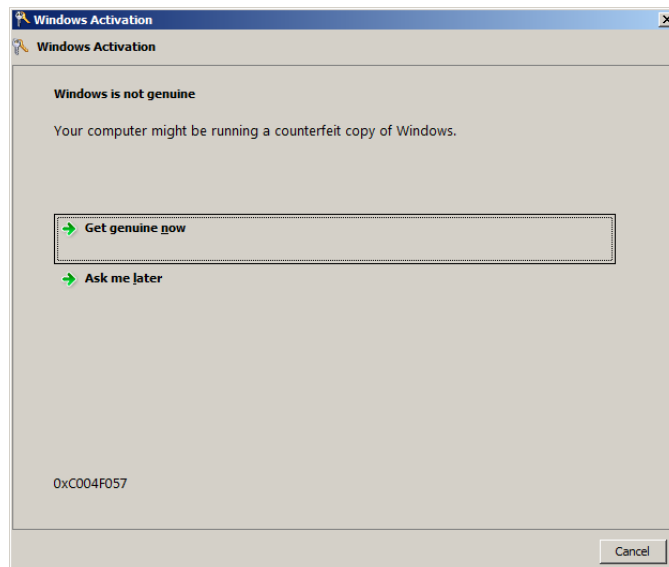 Windows Activation
Windows Activation
Windows is not genuine
Your computer might be running a counterfeit copy of Windows.
Get genuine now
Ask me later
0xC004F057
Cancel